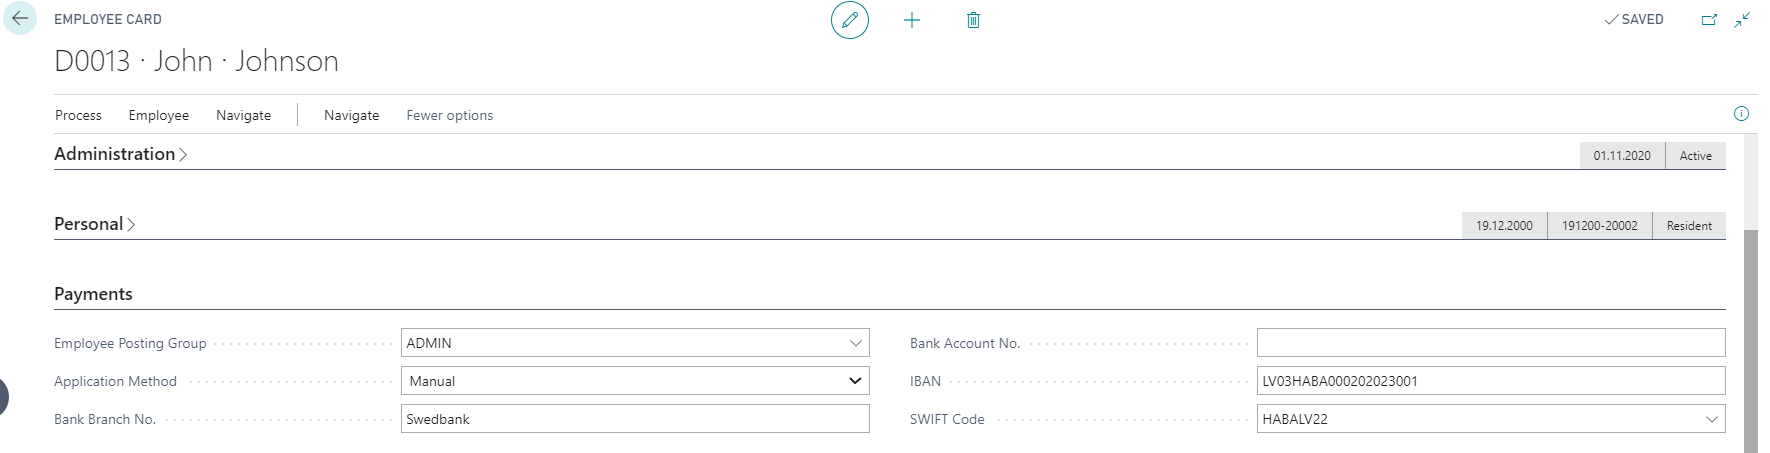 EMPLOYEE CARD
SAVED
D0013 · John · Johnson
Process Employee Navigate Navigate Fewer options
Administration 01.11.2020 Active
Personal 19.12.2000 191200-20002 Resident
Payments
Employee Posting Group ADMIN Bank Account No.
Application Method Manual IBAN LV03HABA000202023001
Bank Branch No. Swedbank SWIFT Code HABALV22